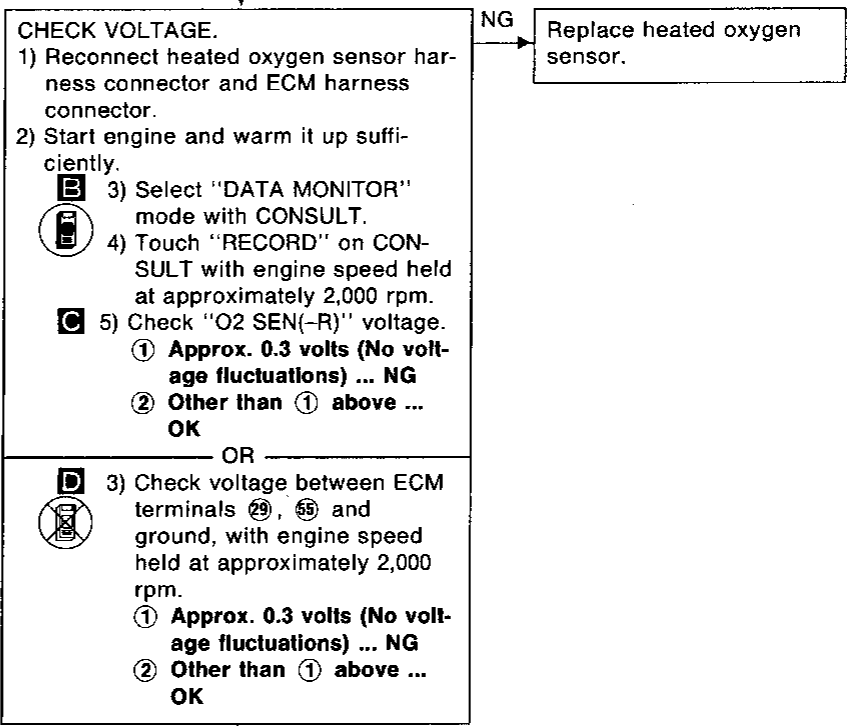 CHECK VOLTAGE.
1) Reconnect heated oxygen sensor har-
ness connector and ECM harness
connector.
2) Start engine and warm it up suffi-
ciently.
B 3) Select "DATA MONITOR"
mode with CONSULT.
4) Touch "RECORD" on CON-
SULT with engine speed held
at approximately 2,000 rpm.
C 5) Check "O2 SEN(-R)" voltage.
① Approx. 0.3 volts (No volt-
age fluctuations) ... NG
② Other than ① above ...
OK
OR
D 3) Check voltage between ECM
terminals ㉙, 55 and
ground, with engine speed
held at approximately 2,000
rpm.
① Approx. 0.3 volts (No volt-
age fluctuations) ... NG
② Other than ① above ...
OK
NG
Replace heated oxygen
sensor.